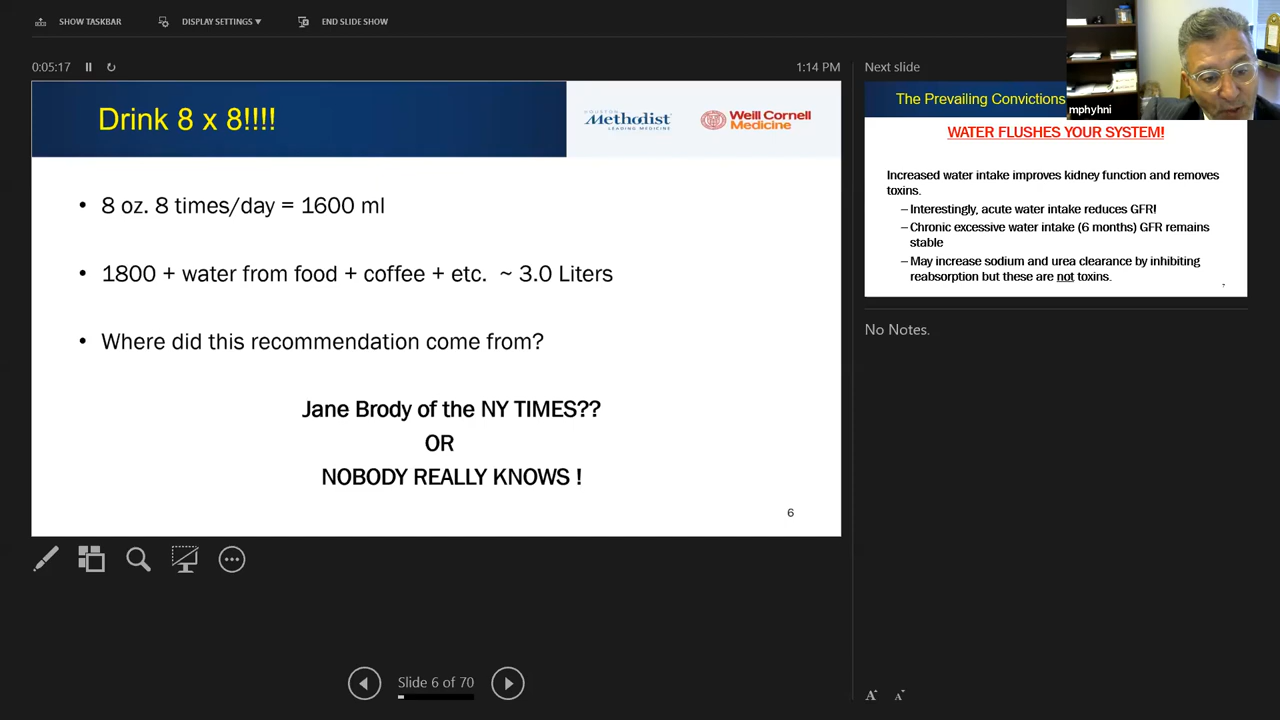 SHOW TASKBAR
DISPLAY SETTINGS ▼
END SLIDE SHOW
0:05:17
1:14 PM
Drink 8 x 8!!!!
HOUSTON
Methodist
LEADING MEDICINE
Weill Cornell
Medicine
• 8 oz. 8 times/day = 1600 ml
• 1800 + water from food + coffee + etc. ~ 3.0 Liters
• Where did this recommendation come from?
Jane Brody of the NY TIMES??
OR
NOBODY REALLY KNOWS !
6
Slide 6 of 70
Next slide
mphyhni
The Prevailing Convictions
WATER FLUSHES YOUR SYSTEM!
Increased water intake improves kidney function and removes
toxins.
– Interestingly, acute water intake reduces GFR!
– Chronic excessive water intake (6 months) GFR remains
stable
– May increase sodium and urea clearance by inhibiting
reabsorption but these are not toxins.
7
No Notes.
A A